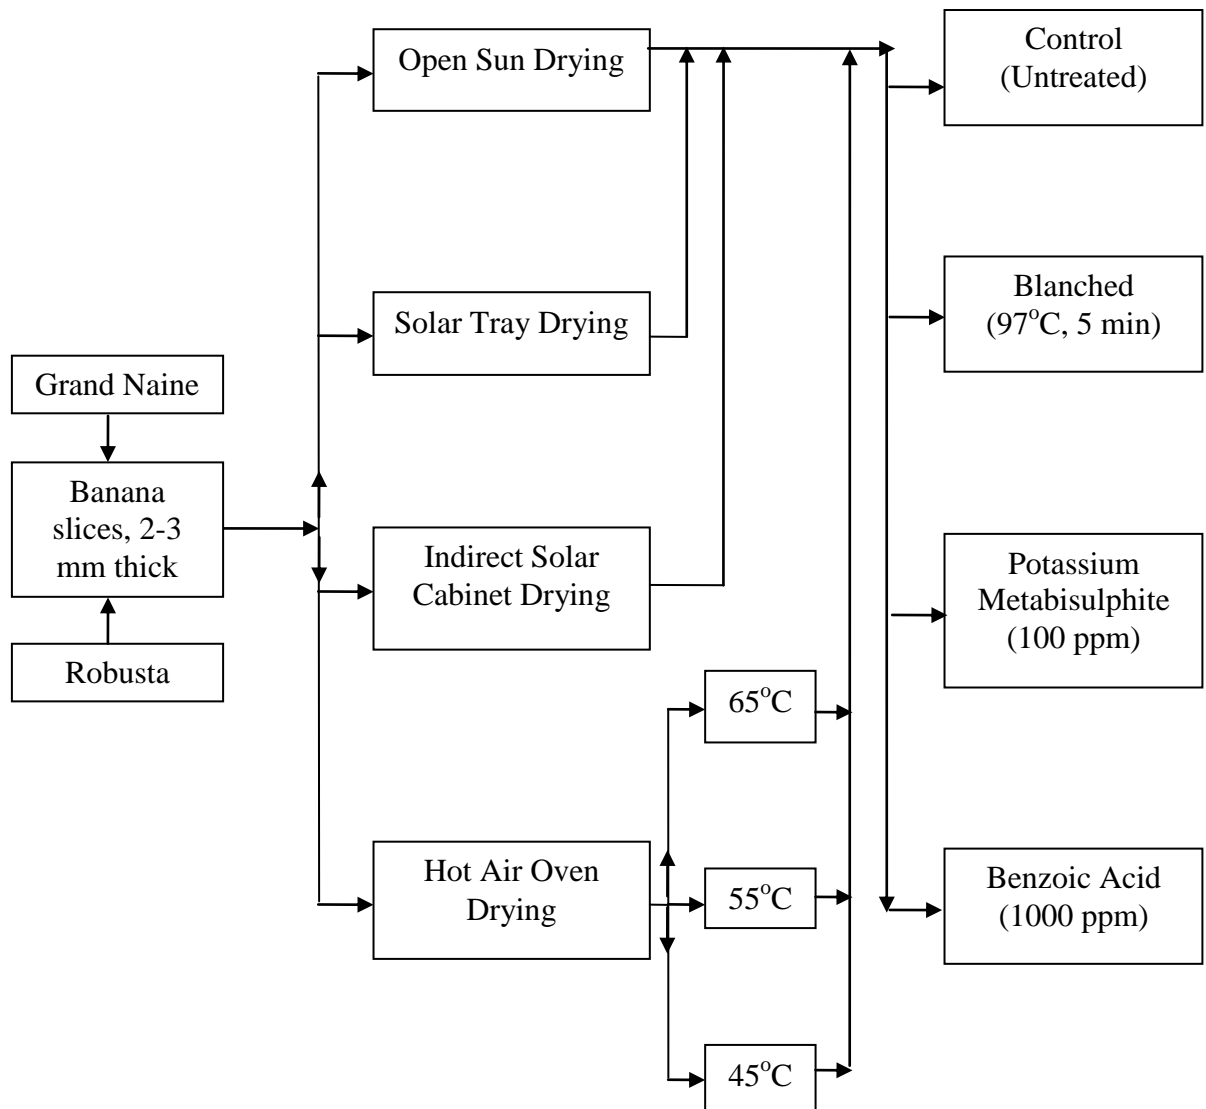 Grand Naine
Banana
slices, 2-3
mm thick
Robusta
Open Sun Drying
Solar Tray Drying
Indirect Solar
Cabinet Drying
Hot Air Oven
Drying
65°C
55°C
45°C
Control
(Untreated)
Blanched
(97°C, 5 min)
Potassium
Metabisulphite
(100 ppm)
Benzoic Acid
(1000 ppm)